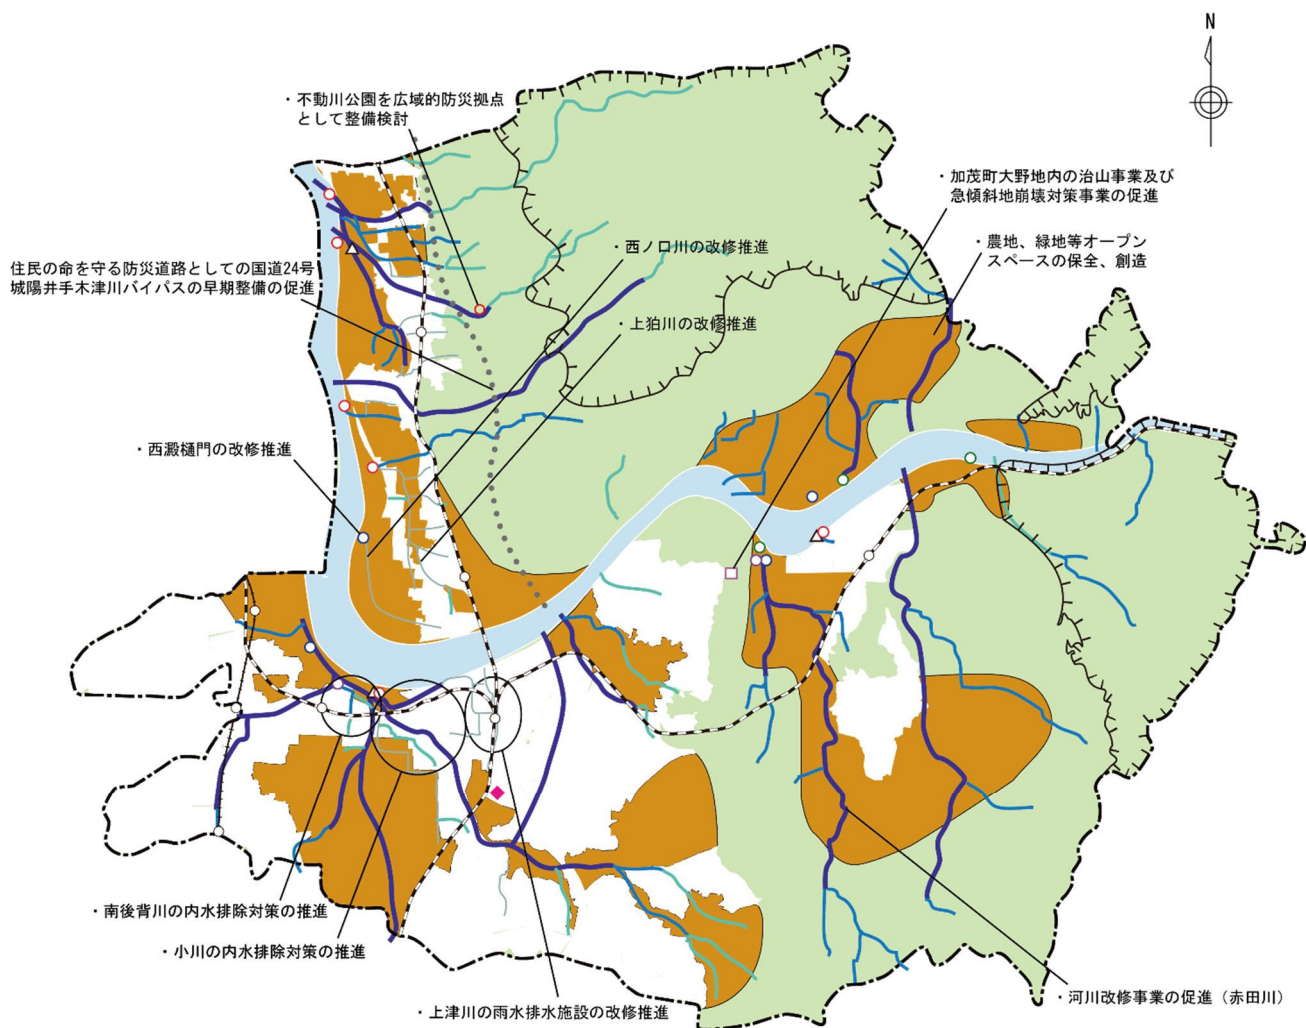 N
・不動川公園を広域的防災拠点
として整備検討
・加茂町大野地内の治山事業及び
急傾斜地崩壊対策事業の促進
・農地、緑地等オープン
スペースの保全、創造
・西ノ口川の改修推進
住民の命を守る防災道路としての国道24号
城陽井手木津川バイパスの早期整備の促進
・上狛川の改修推進
・西澱樋門の改修推進
・南後背川の内水排除対策の推進
・小川の内水排除対策の推進
・上津川の雨水排水施設の改修推進
・河川改修事業の促進（赤田川）